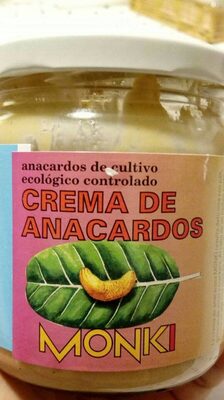 anacardos de cultivo
ecológico controlado
CREMA DE
ANACARDOS
MONKI